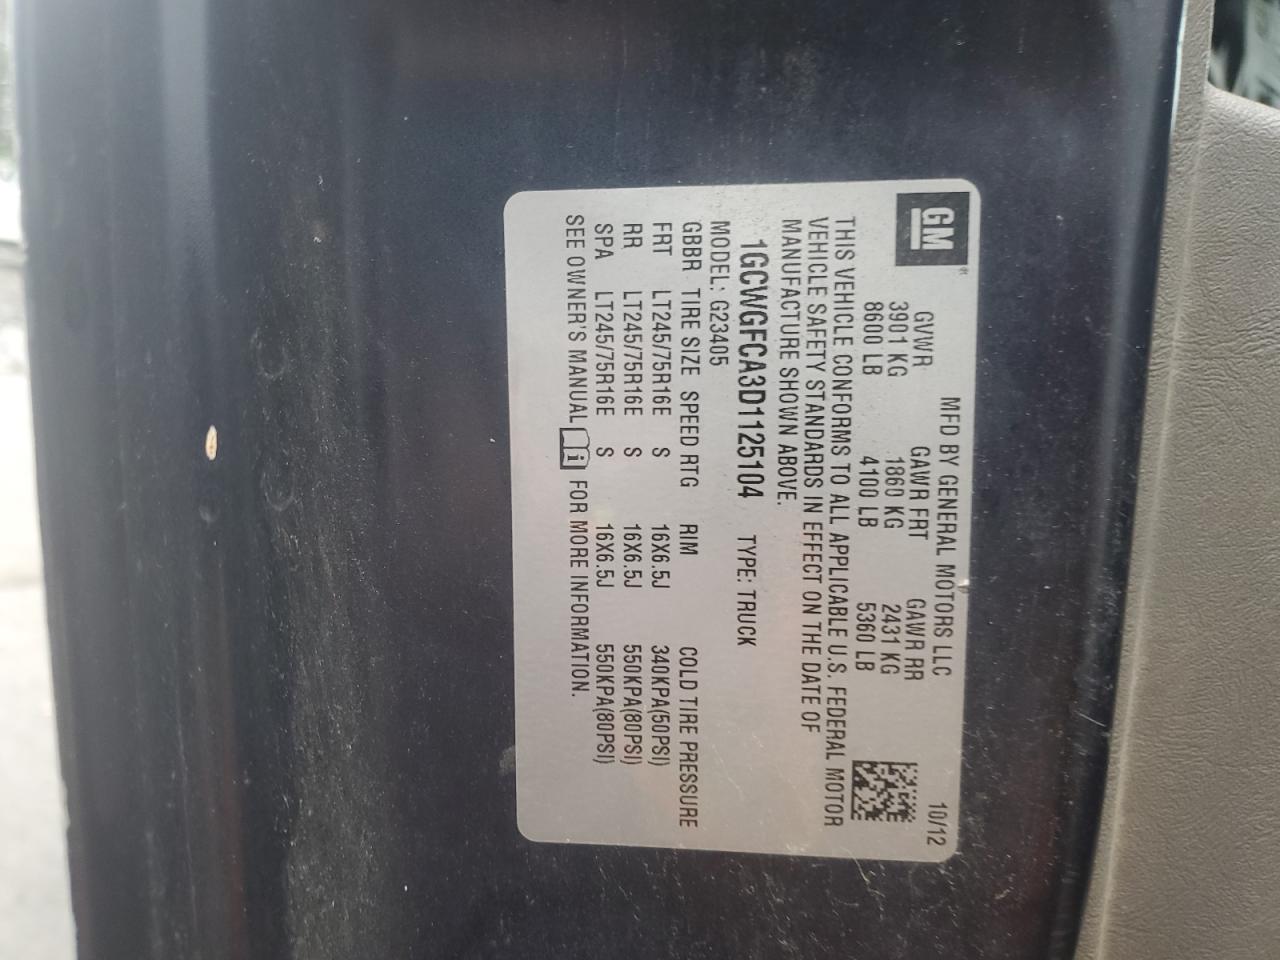 GM
MFD BY GENERAL MOTORS LLC 10/12
GVWR GAWR FRT GAWR RR
3901 KG 1860 KG 2431 KG
8600 LB 4100 LB 5360 LB
THIS VEHICLE CONFORMS TO ALL APPLICABLE U.S. FEDERAL MOTOR
VEHICLE SAFETY STANDARDS IN EFFECT ON THE DATE OF
MANUFACTURE SHOWN ABOVE.
1GCWGFCA3D1125104 TYPE: TRUCK
MODEL: G23405
GBBR TIRE SIZE SPEED RTG RIM COLD TIRE PRESSURE
FRT LT245/75R16E S 16X6.5J 340KPA(50PSI)
RR LT245/75R16E S 16X6.5J 550KPA(80PSI)
SPA LT245/75R16E S 16X6.5J 550KPA(80PSI)
SEE OWNER'S MANUAL i FOR MORE INFORMATION.